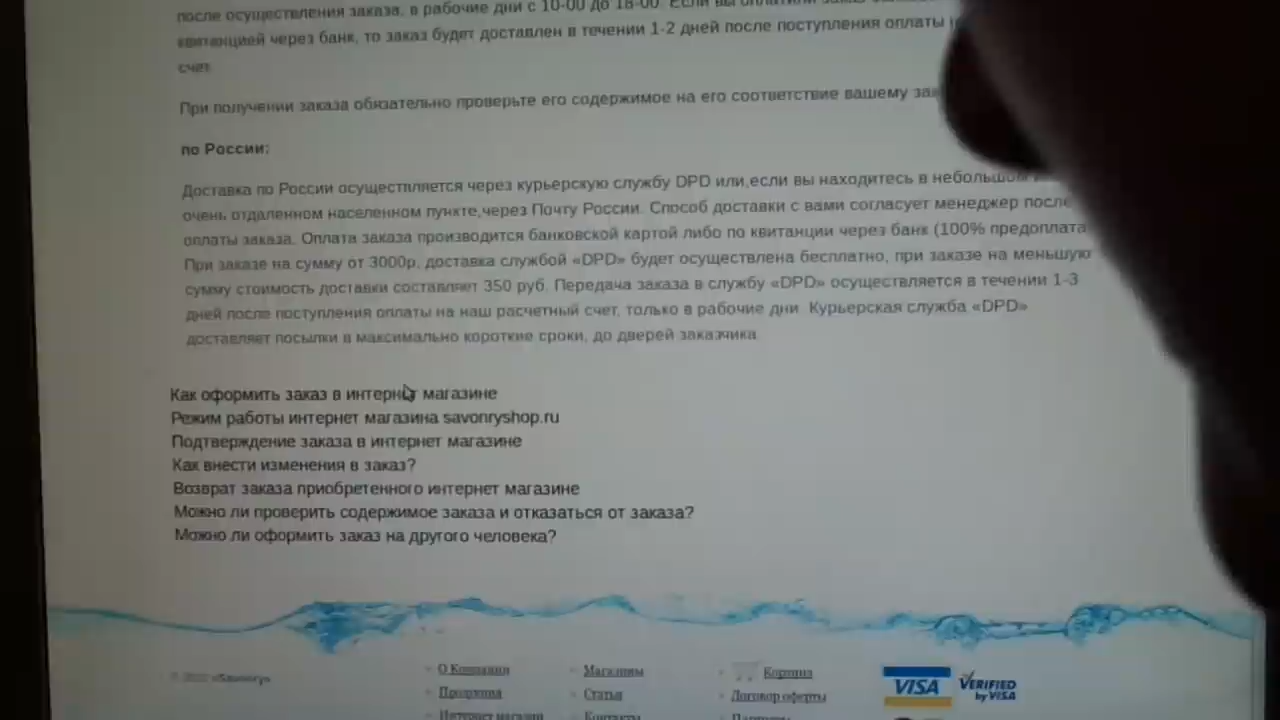 после осуществления заказа, в рабочие дни с 10-00 до 18-00. Если вы оплатили заказ
квитанцией через банк, то заказ будет доставлен в течении 1-2 дней после поступления оплаты
счет.
При получении заказа обязательно проверьте его содержимое на его соответствие вашему
по России:
Доставка по России осуществляется через курьерскую службу DPD или,если вы находитесь в небольшом
очень отдаленном населенном пункте,через Почту России. Способ доставки с вами согласует менеджер после
оплаты заказа. Оплата заказа производится банковской картой либо по квитанции через банк (100% предоплата
При заказе на сумму от 3000р, доставка службой «DPD» будет осуществлена бесплатно, при заказе на меньшую
сумму стоимость доставки составляет 350 руб. Передача заказа в службу «DPD» осуществляется в течении 1-3
дней после поступления оплаты на наш расчетный счет, только в рабочие дни. Курьерская служба «DPD»
доставляет посылки в максимально короткие сроки, до дверей заказчика.
Как оформить заказ в интернет магазине
Режим работы интернет магазина savonryshop.ru
Подтверждение заказа в интернет магазине
Как внести изменения в заказ?
Возврат заказа приобретенного интернет магазине
Можно ли проверить содержимое заказа и отказаться от заказа?
Можно ли оформить заказ на другого человека?
О Компании Магазины Корзина VISA VERIFIED by VISA
Продукция Статьи Договор оферты
Интернет магазин Контакты Партнеры